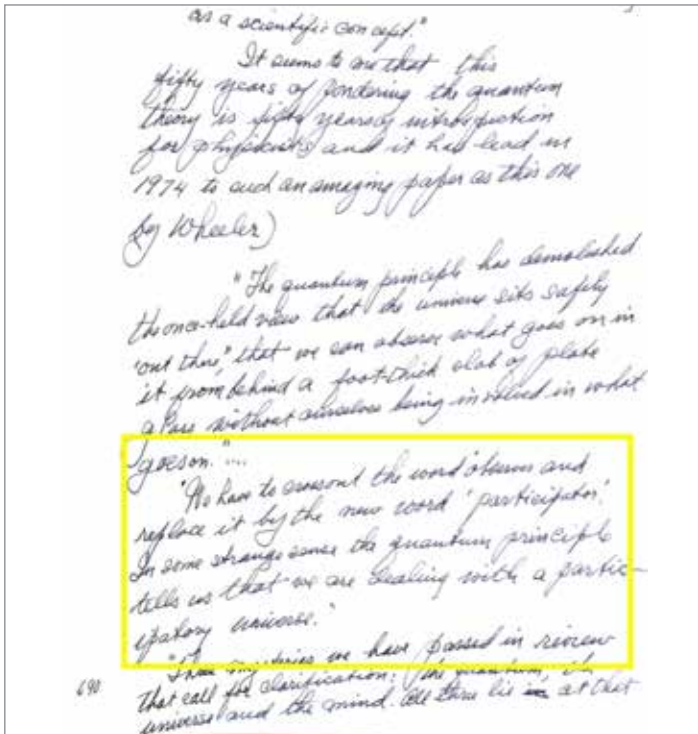 as a scientific concept."
It seems to me that this
fifty years of pondering the quantum
theory is fifty years of introspection
for physicists and it has lead in
1974 to such an amazing paper as this one
by Wheeler)
"The quantum principle has demolished
the once-held view that the universe sits safely
'out there,' that we can observe what goes on in
it from behind a foot-thick slab of plate
glass without ourselves being involved in what
goes on."....
"We have to cross out the word 'observer' and
replace it by the new word 'participator.'
In some strange sense the quantum principle
tells us that we are dealing with a partic-
ipatory universe."
"Three mysteries we have passed in review
that call for clarification: the quantum, the
universe and the mind. All three lie at that
690